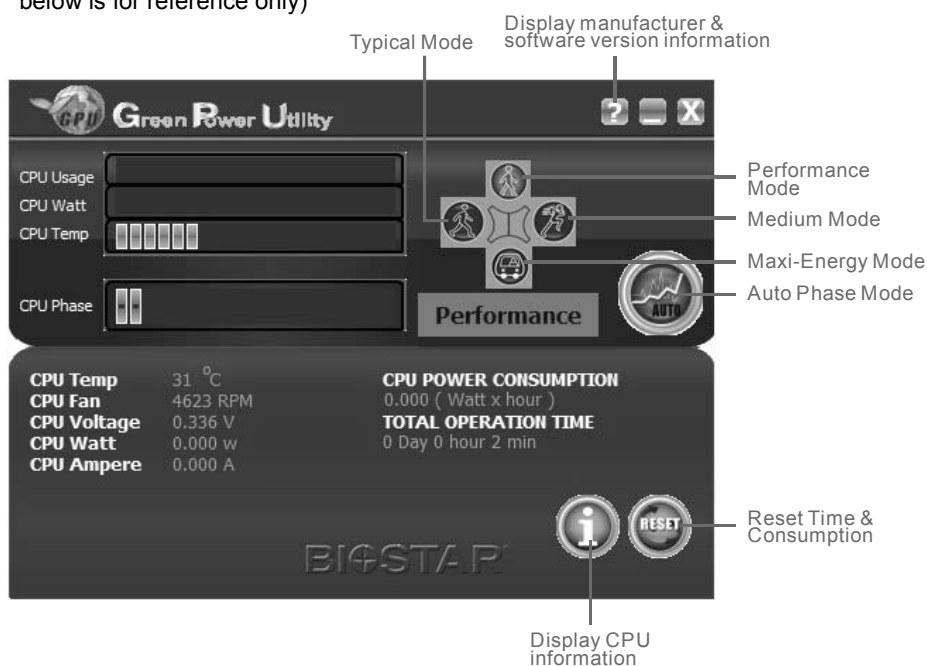 below is for reference only)
Display manufacturer &
software version information
Typical Mode
GPU
Green Power Utility
?
X
CPU Usage
CPU Watt
CPU Temp
CPU Phase
Performance
Mode
Medium Mode
Maxi-Energy Mode
Auto Phase Mode
AUTO
Performance
CPU Temp 31 °C
CPU Fan 4623 RPM
CPU Voltage 0.336 V
CPU Watt 0.000 w
CPU Ampere 0.000 A
CPU POWER CONSUMPTION
0.000 ( Watt x hour )
TOTAL OPERATION TIME
0 Day 0 hour 2 min
i
RESET
Reset Time &
Consumption
BIOSTAR
Display CPU
information